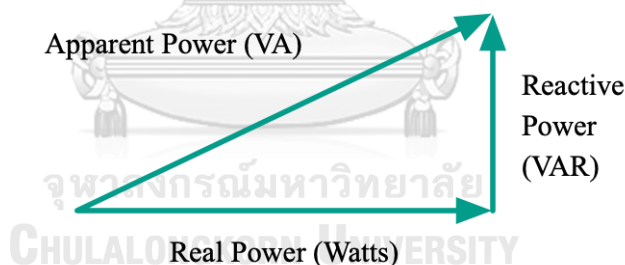 Apparent Power (VA)
Reactive
Power
(VAR)
จุฬาลงกรณ์มหาวิทยาลัย
CHULALONGKORN UNIVERSITY
Real Power (Watts)